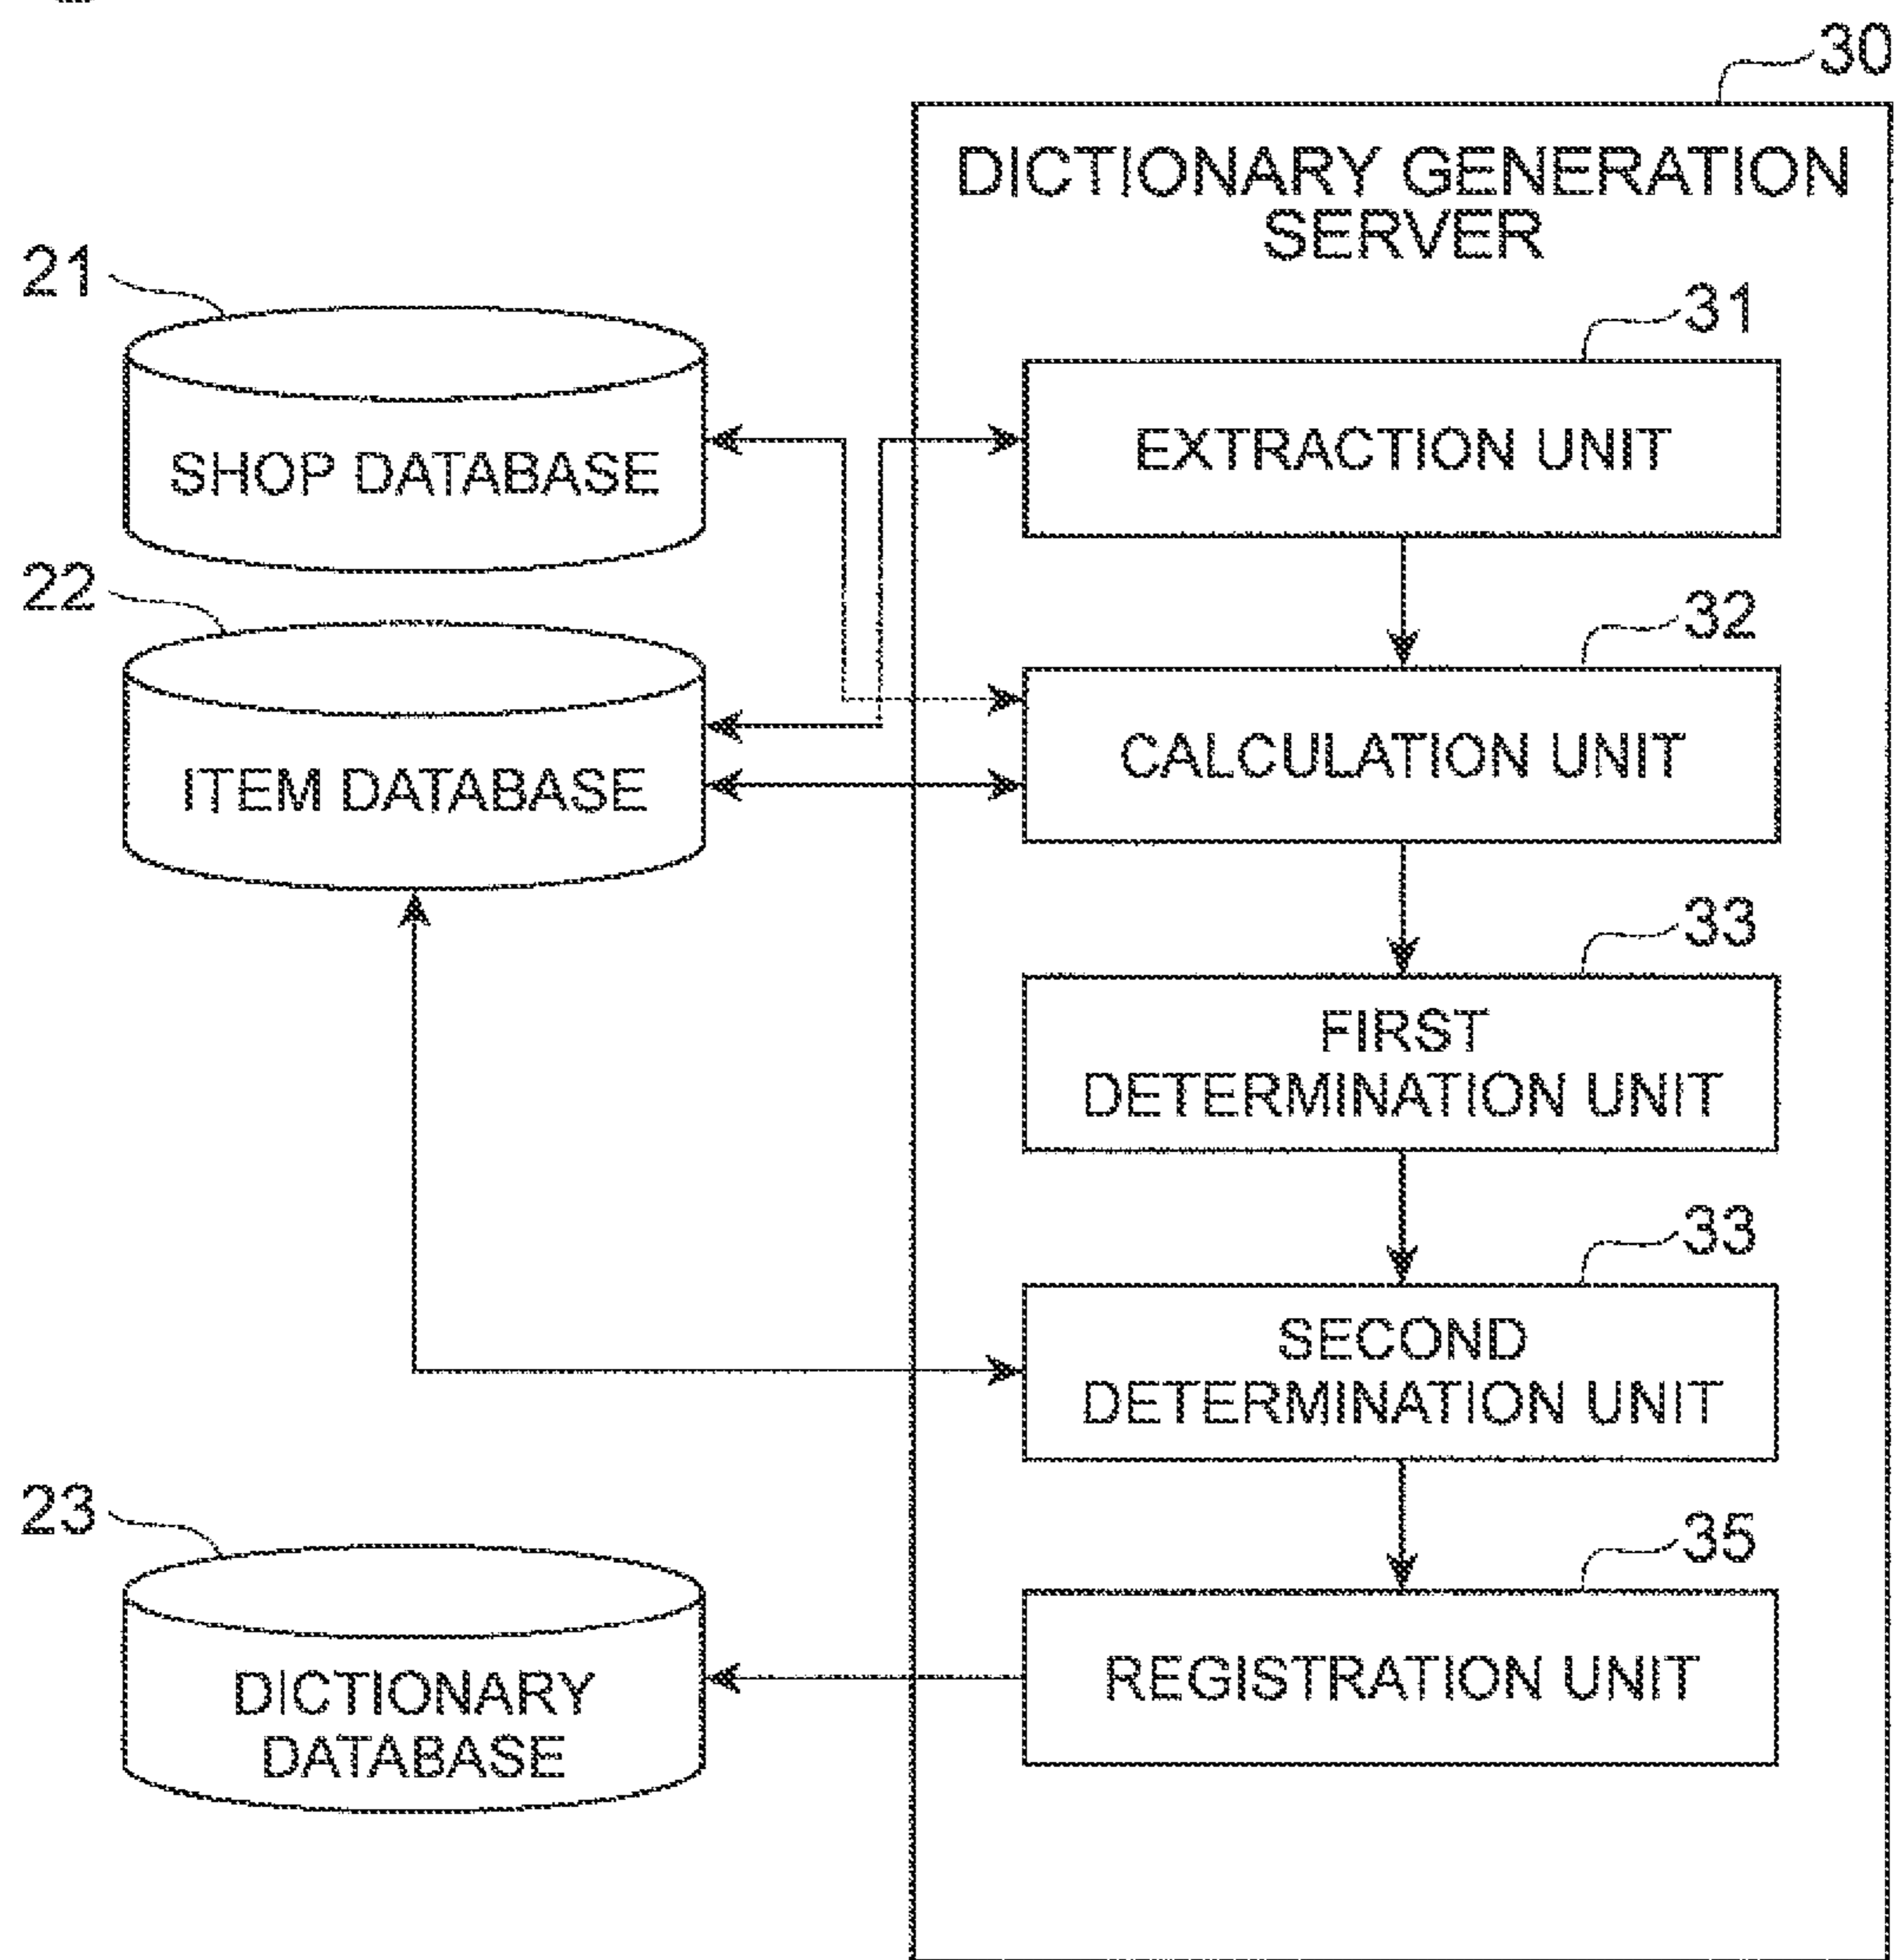 30
DICTIONARY GENERATION
SERVER
21
SHOP DATABASE
31
EXTRACTION UNIT
22
ITEM DATABASE
32
CALCULATION UNIT
33
FIRST
DETERMINATION UNIT
33
SECOND
DETERMINATION UNIT
23
DICTIONARY
DATABASE
35
REGISTRATION UNIT